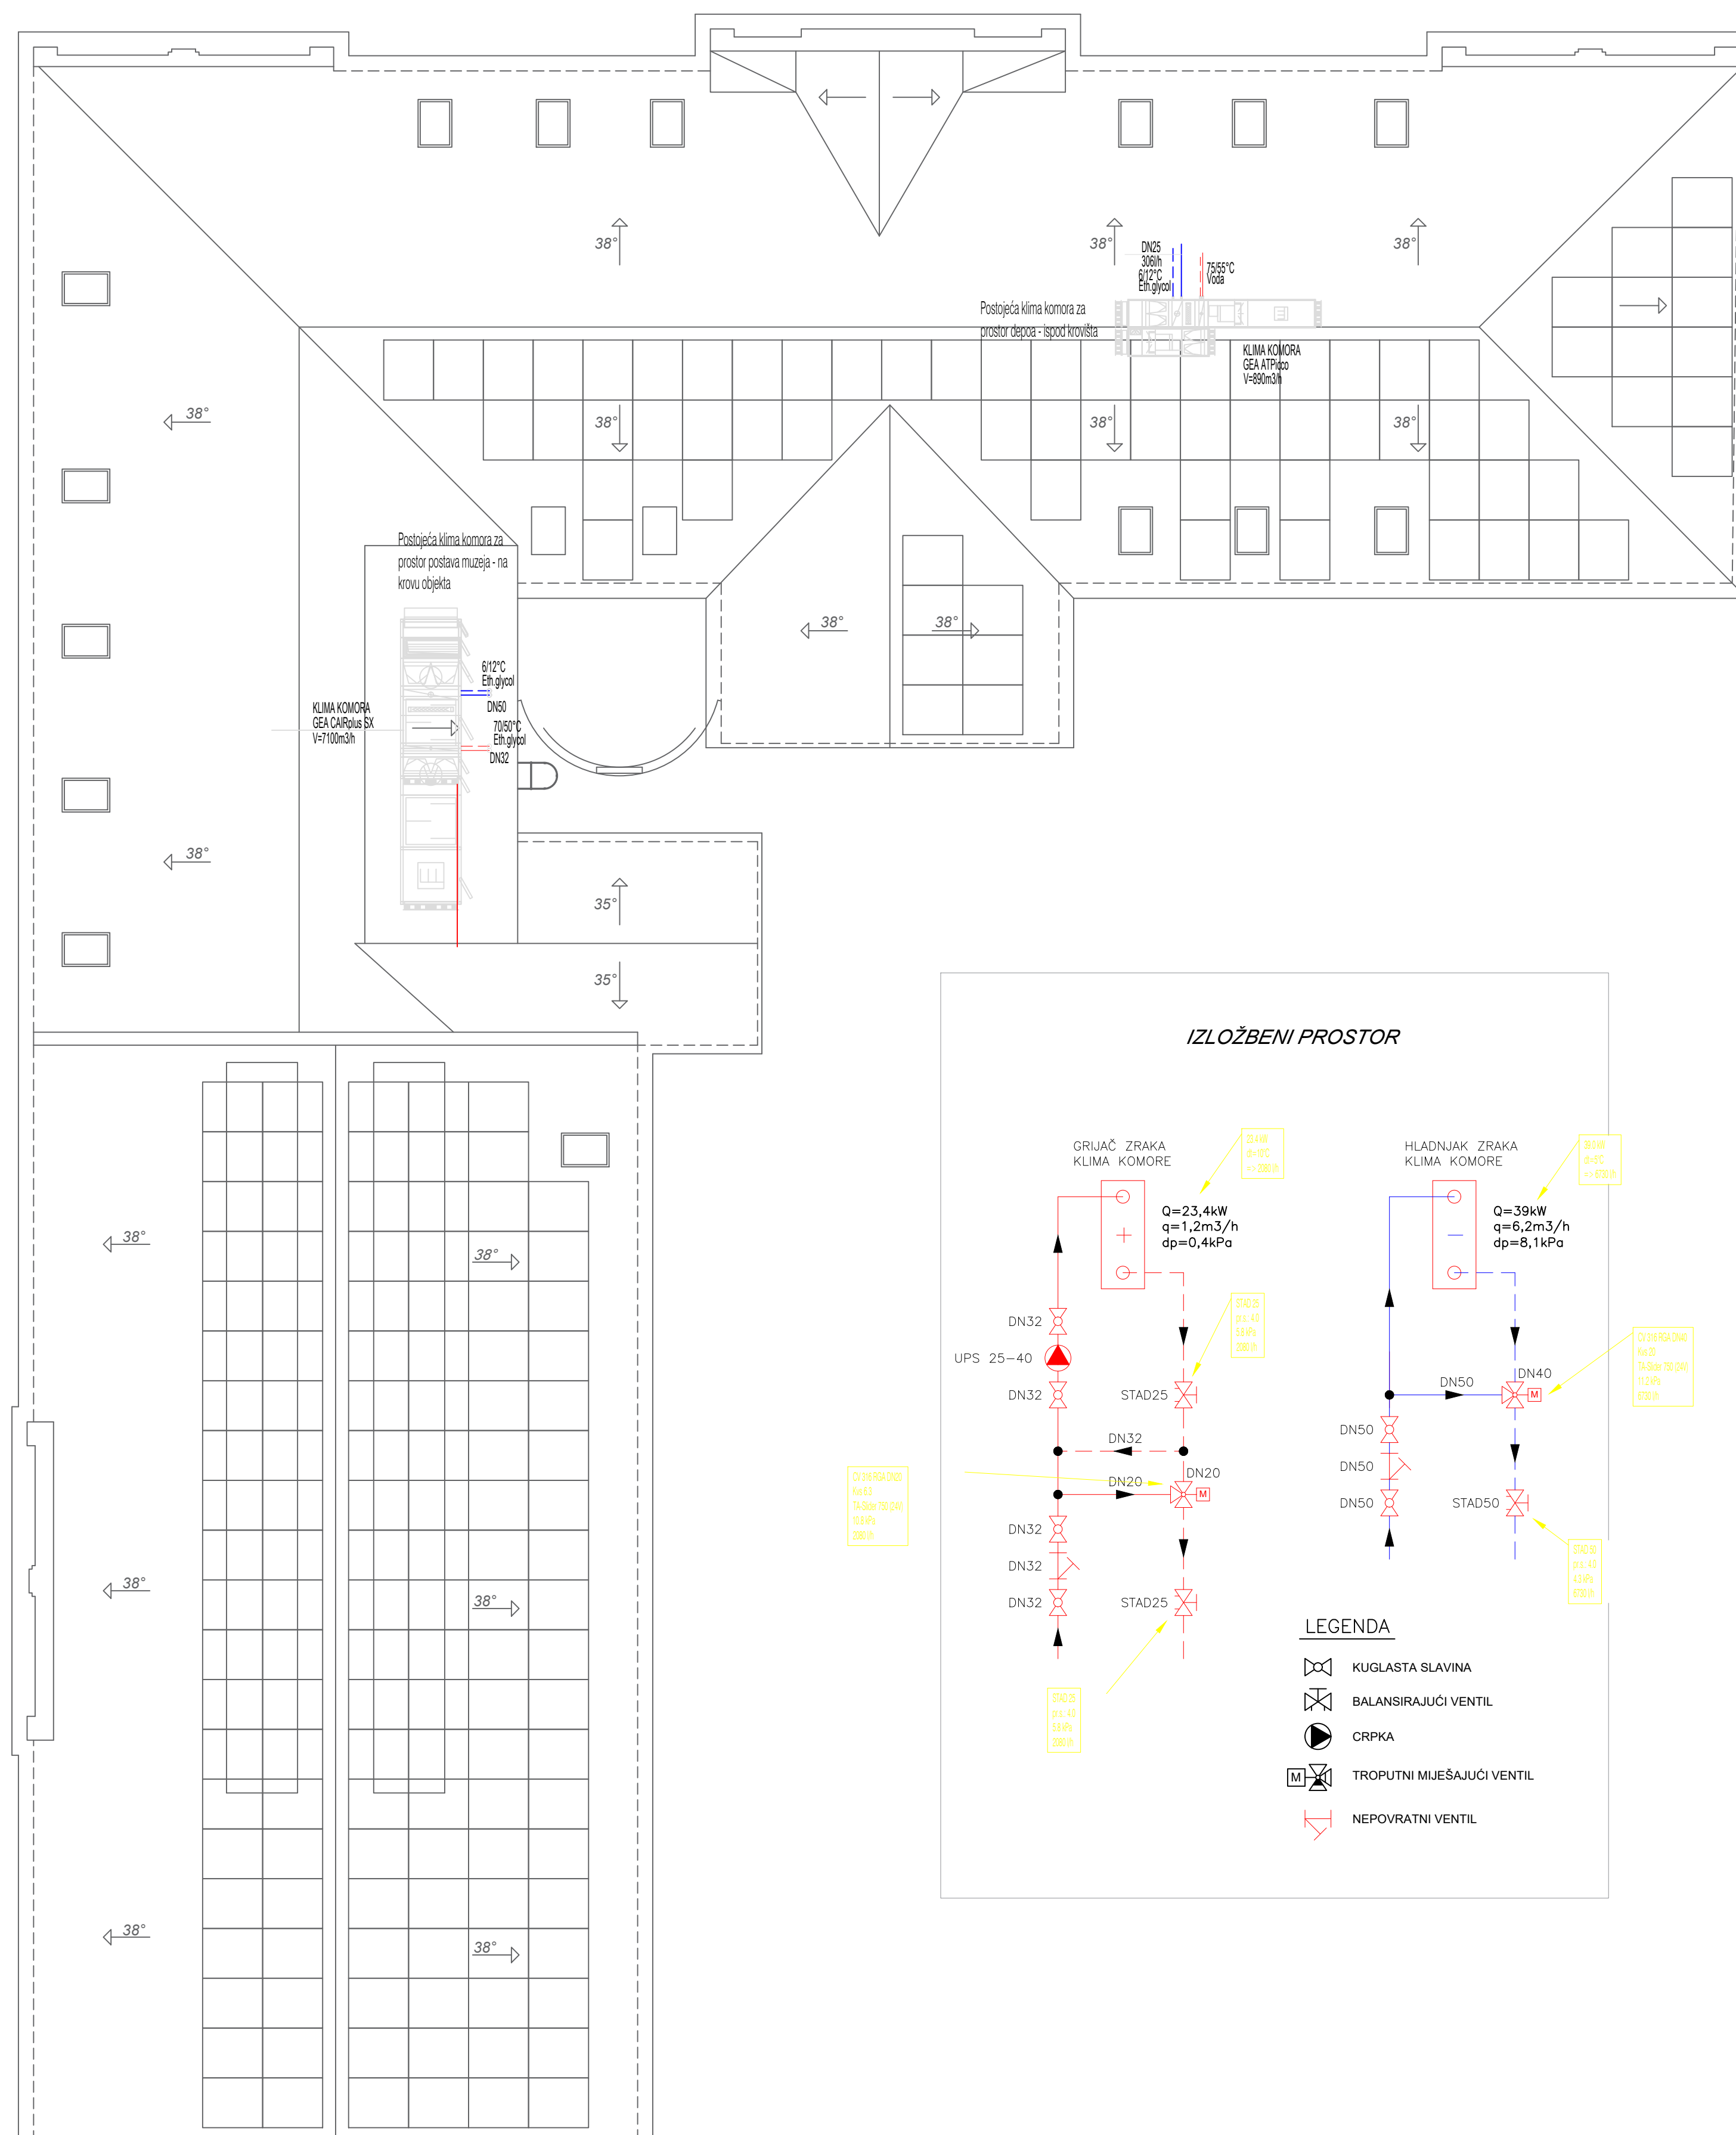 38°
38°
38°
DN25
306l/h
6/12°C
Eth.glycol
75/55°C
Voda
Postojeća klima komora za
prostor depoa - ispod krovišta
KLIMA KOMORA
GEA ATPicco
V=890m3/h
38°
38°
38°
38°
Postojeća klima komora za
prostor postava muzeja - na
krovu objekta
38°
38°
6/12°C
Eth.glycol
DN50
KLIMA KOMORA
GEA CAIRplus SX
V=7100m3/h
70/50°C
Eth.glycol
DN32
38°
35°
35°
IZLOŽBENI PROSTOR
GRIJAČ ZRAKA
KLIMA KOMORE
HLADNJAK ZRAKA
KLIMA KOMORE
Q=23,4kW
q=1,2m3/h
dp=0,4kPa
Q=39kW
q=6,2m3/h
dp=8,1kPa
38°
38°
DN32
UPS 25-40
DN32
STAD25
DN50
DN40
M
DN32
DN50
DN20
DN20
M
DN50
DN50
STAD50
DN32
DN32
DN32
STAD25
38°
38°
LEGENDA
KUGLASTA SLAVINA
BALANSIRAJUĆI VENTIL
CRPKA
M
TROPUTNI MIJEŠAJUĆI VENTIL
NEPOVRATNI VENTIL
38°
38°